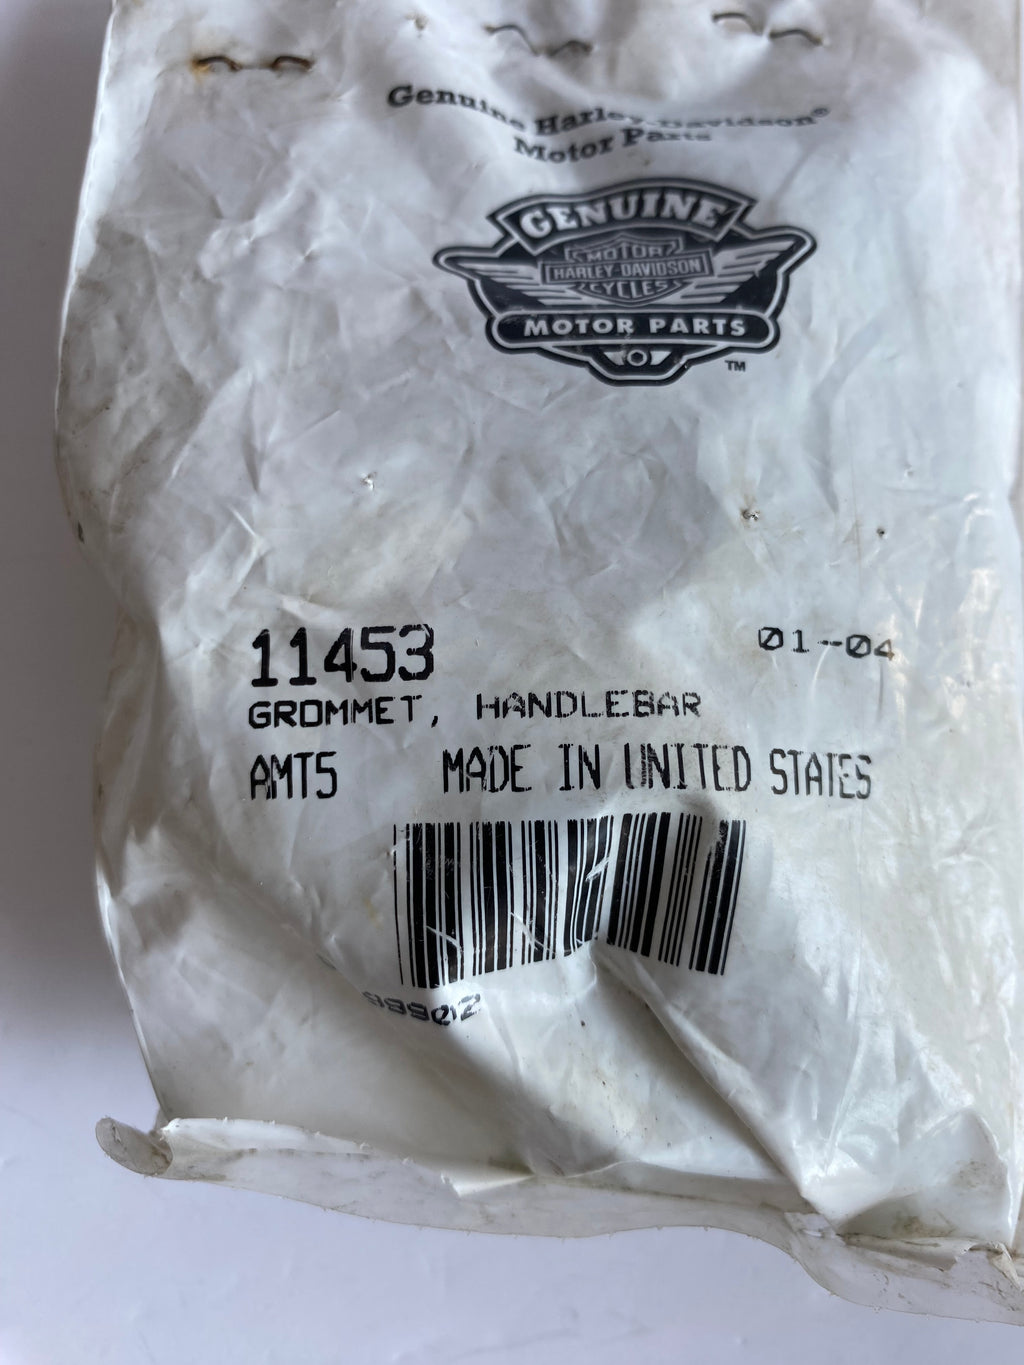 Genuine Harley-Davidson®
Motor Parts
GENUINE
MOTOR
HARLEY-DAVIDSON
CYCLES
MOTOR PARTS
TM
11453 01--04
GROMMET, HANDLEBAR
AMT5 MADE IN UNITED STATES
99902